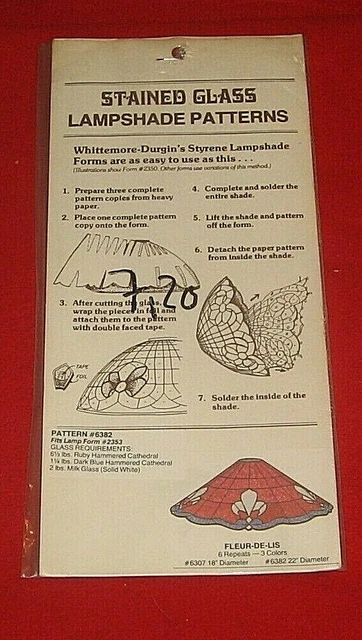 STAINED GLASS
LAMPSHADE PATTERNS
Whittemore-Durgin's Styrene Lampshade
Forms are as easy to use as this . . .
(Illustrations show Form #2350. Other forms use variations of this method.)
1. Prepare three complete
pattern copies from heavy
paper.
2. Place one complete pattern
copy onto the form.
3. After cutting the glass,
wrap the pieces in foil and
attach them to the pattern
with double faced tape.
TAPE
FOIL
4. Complete and solder the
entire shade.
5. Lift the shade and pattern
off the form.
6. Detach the paper pattern
from inside the shade.
7. Solder the inside of the
shade.
7.20
PATTERN #6382
Fits Lamp Form #2353
GLASS REQUIREMENTS:
6½ lbs. Ruby Hammered Cathedral
1¼ lbs. Dark Blue Hammered Cathedral
2 lbs. Milk Glass (Solid White)
FLEUR-DE-LIS
6 Repeats — 3 Colors
#6307 18" Diameter #6382 22" Diameter